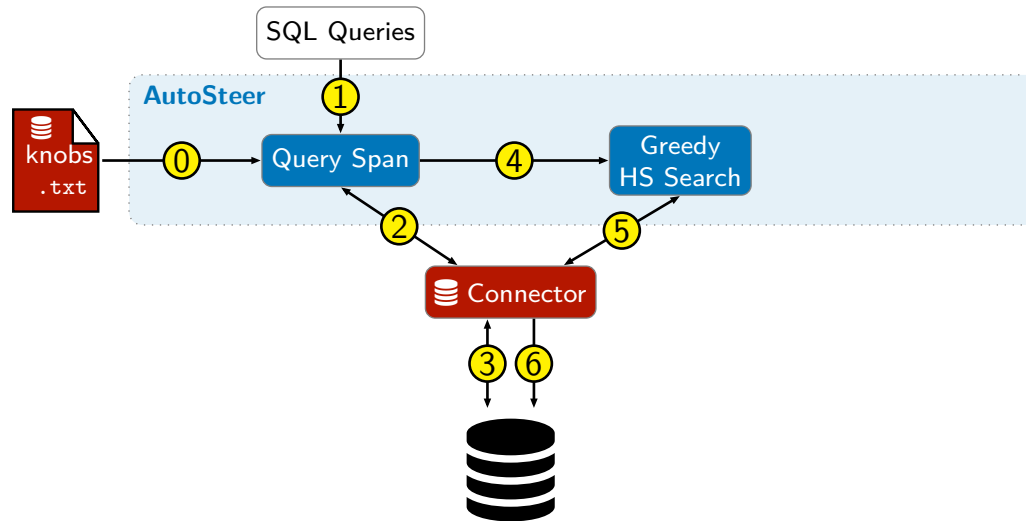 SQL Queries
1
AutoSteer
knobs
.txt
0
Query Span
4
Greedy
HS Search
2
5
Connector
3
6